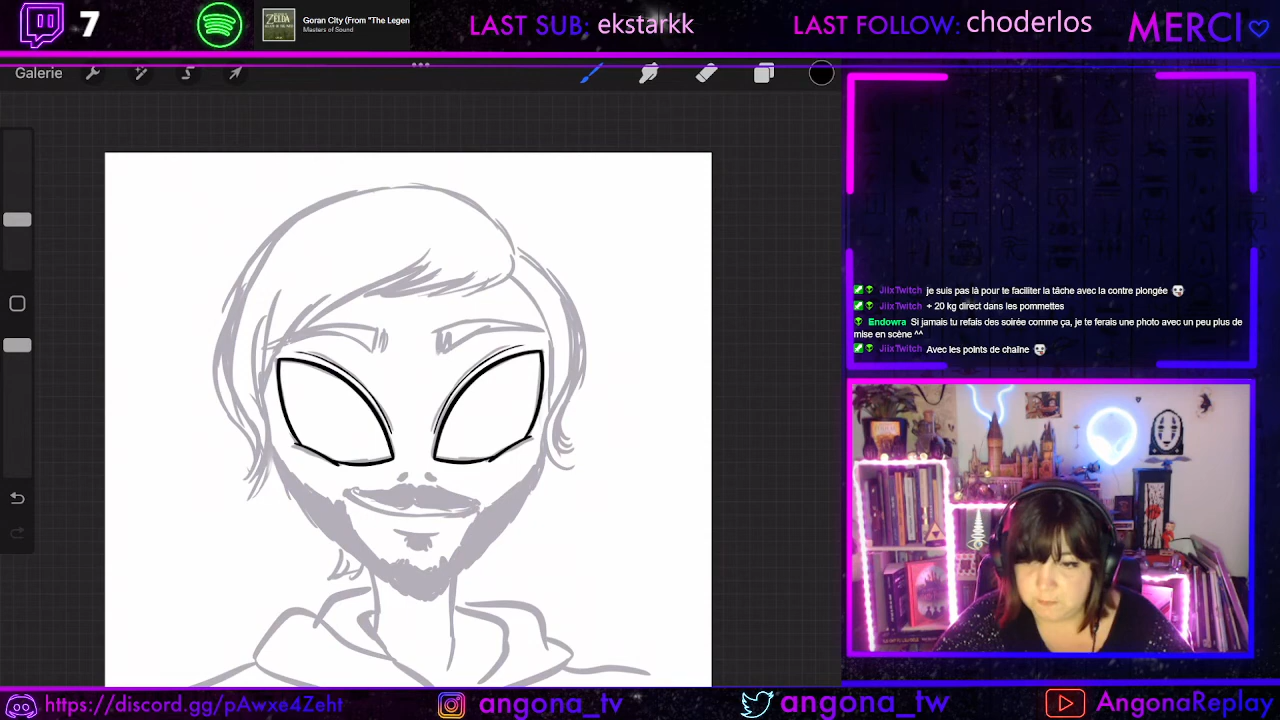 7
Goran City (From "The Legen
Masters of Sound
LAST SUB: ekstarkk
LAST FOLLOW: choderlos
MERCI
Galerie
JiixTwitch je suis pas là pour te faciliter la tâche avec la contre plongée
JiixTwitch + 20 kg direct dans les pommettes
Endowra Si jamais tu refais des soirée comme ça, je te ferais une photo avec un peu plus de
mise en scène ^^
JiixTwitch Avec les points de chaîne
https://discord.gg/pAwxe4Zeht
angona_tv
angona_tw
AngonaReplay